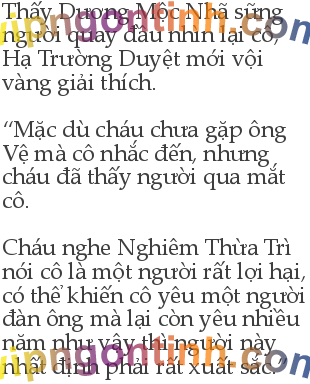 Thấy Dương Mộc Nhã sững
người quay đầu nhìn lại cô,
Hạ Trường Duyệt mới vội
vàng giải thích.
“Mặc dù cháu chưa gặp ông
Vệ mà cô nhắc đến, nhưng
cháu đã thấy người qua mắt
cô.
Cháu nghe Nghiêm Thừa Trì
nói cô là một người rất lợi hại,
có thể khiến cô yêu một người
đàn ông mà lại còn yêu nhiều
năm như vậy thì người này
nhất định phải rất xuất sắc.”